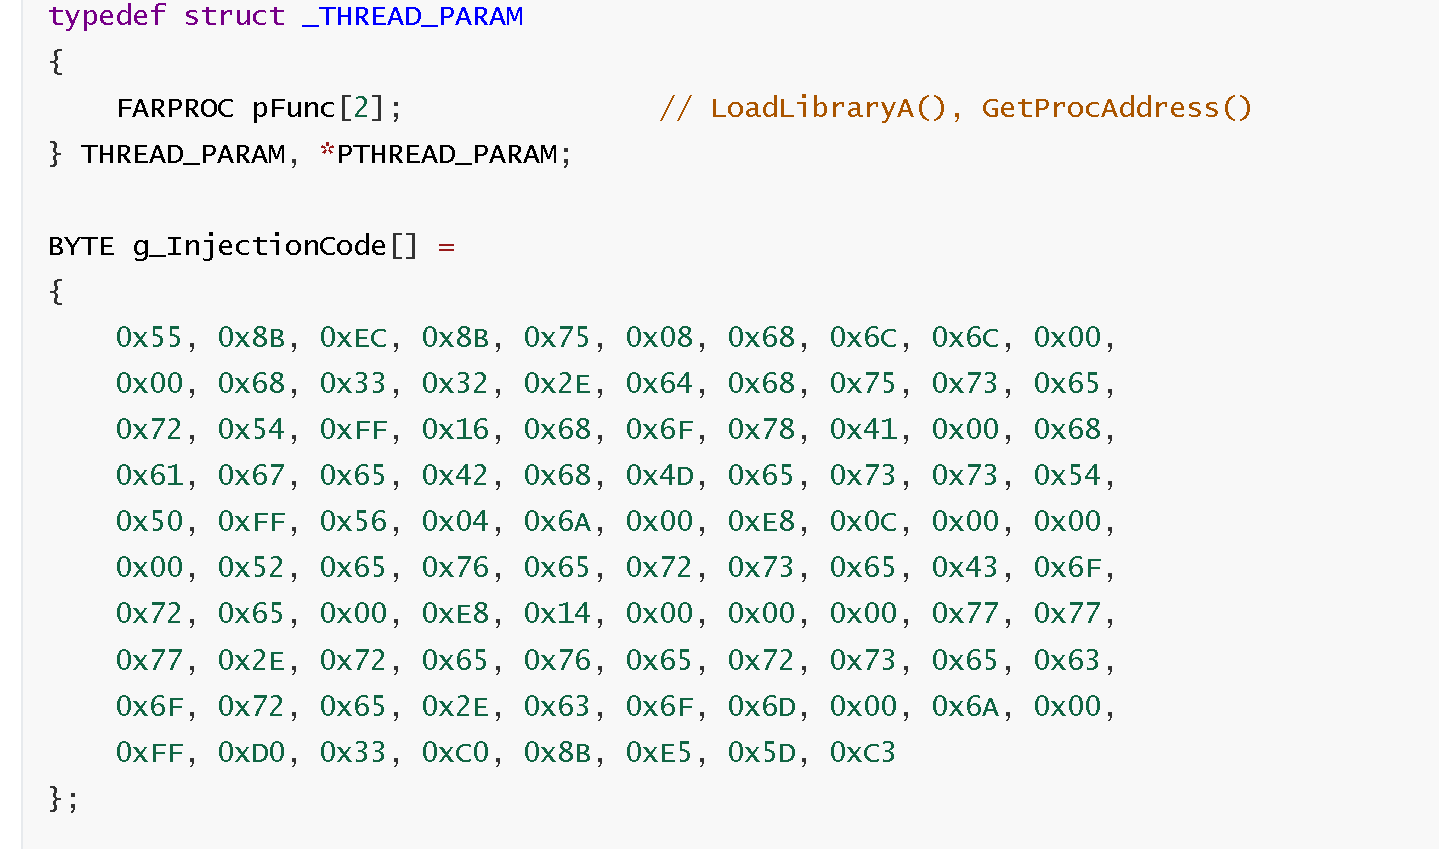 typedef struct _THREAD_PARAM
{
    FARPROC pFunc[2];               // LoadLibraryA(), GetProcAddress()
} THREAD_PARAM, *PTHREAD_PARAM;

BYTE g_InjectionCode[] =
{
    0x55, 0x8B, 0xEC, 0x8B, 0x75, 0x08, 0x68, 0x6C, 0x6C, 0x00,
    0x00, 0x68, 0x33, 0x32, 0x2E, 0x64, 0x68, 0x75, 0x73, 0x65,
    0x72, 0x54, 0xFF, 0x16, 0x68, 0x6F, 0x78, 0x41, 0x00, 0x68,
    0x61, 0x67, 0x65, 0x42, 0x68, 0x4D, 0x65, 0x73, 0x73, 0x54,
    0x50, 0xFF, 0x56, 0x04, 0x6A, 0x00, 0xE8, 0x0C, 0x00, 0x00,
    0x00, 0x52, 0x65, 0x76, 0x65, 0x72, 0x73, 0x65, 0x43, 0x6F,
    0x72, 0x65, 0x00, 0xE8, 0x14, 0x00, 0x00, 0x00, 0x77, 0x77,
    0x77, 0x2E, 0x72, 0x65, 0x76, 0x65, 0x72, 0x73, 0x65, 0x63,
    0x6F, 0x72, 0x65, 0x2E, 0x63, 0x6F, 0x6D, 0x00, 0x6A, 0x00,
    0xFF, 0xD0, 0x33, 0xC0, 0x8B, 0xE5, 0x5D, 0xC3
};